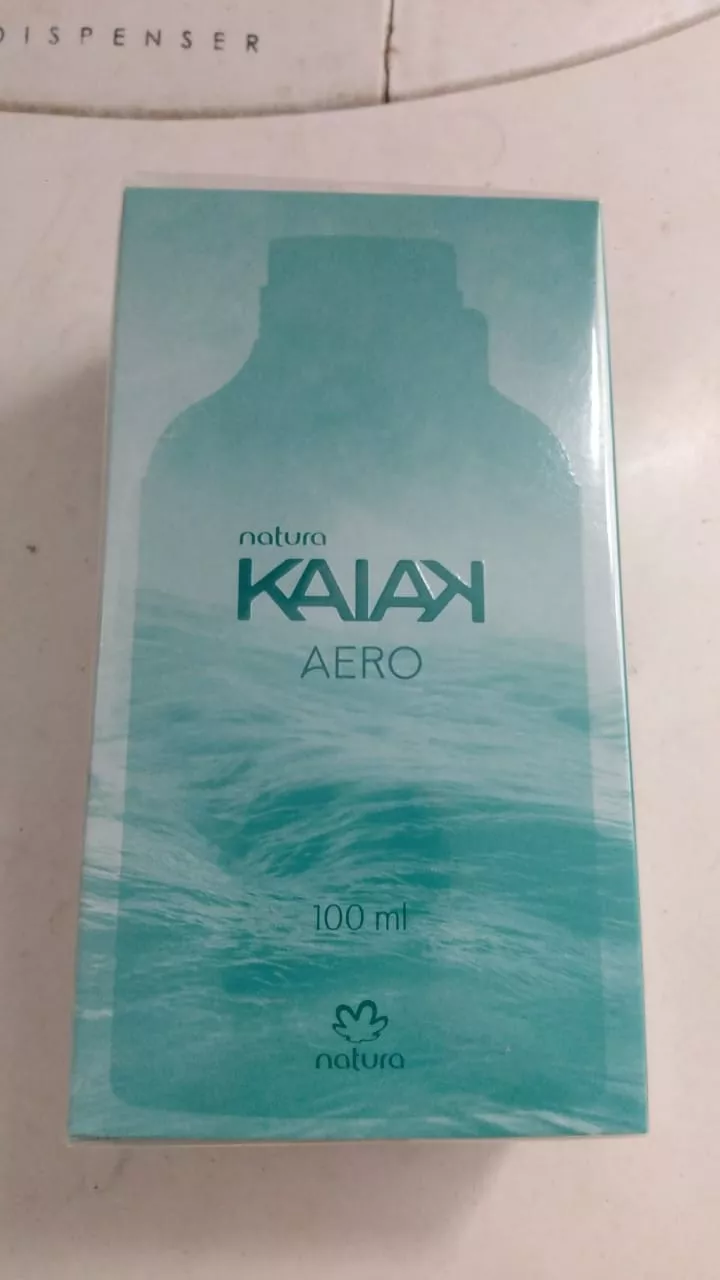 DISPENSER
natura
KAIAK
AERO
100 ml
natura